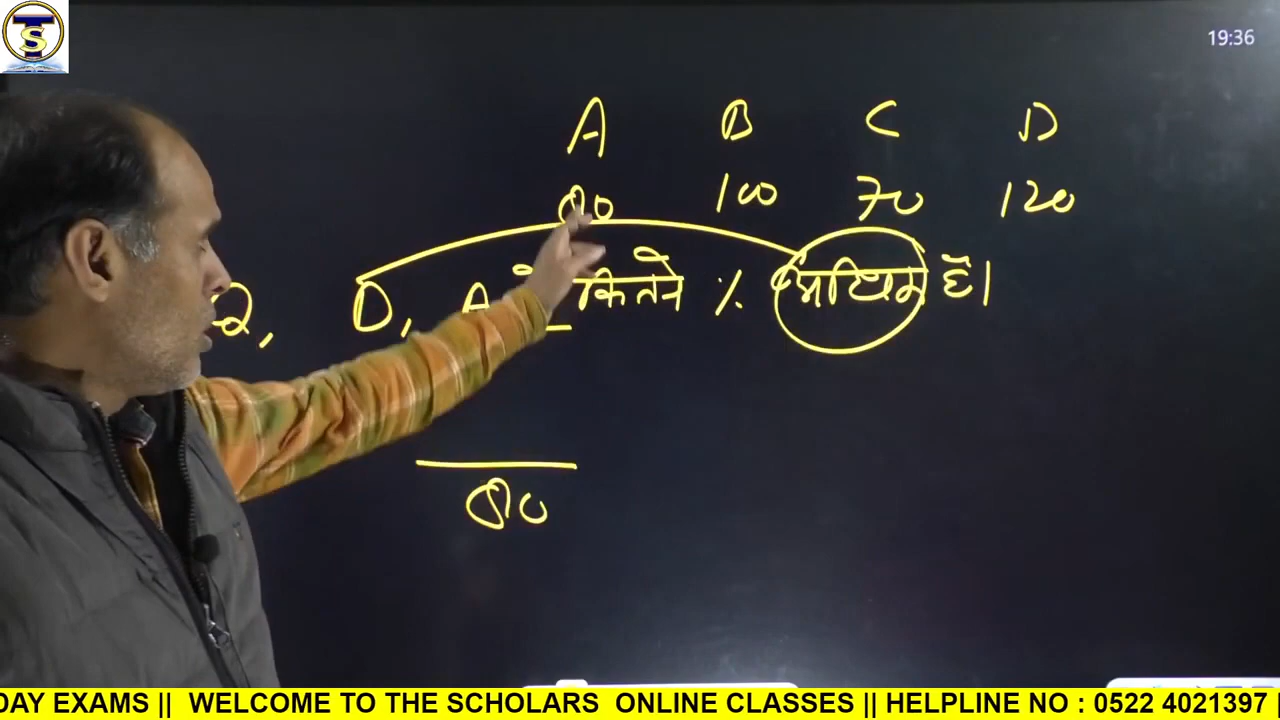 TS
19:36
A B C D
80 100 70 120
Q, D, A से कितने % अधिक है।
80
DAY EXAMS || WELCOME TO THE SCHOLARS ONLINE CLASSES || HELPLINE NO : 0522 4021397